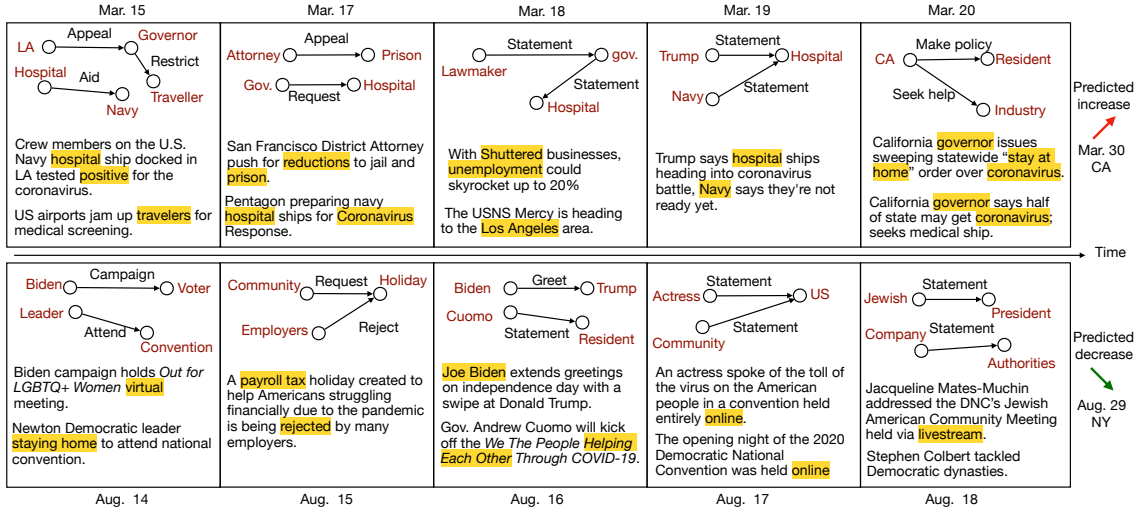 Mar. 15
Mar. 17
Mar. 18
Mar. 19
Mar. 20
LA
Appeal
Governor
Restrict
Hospital
Aid
Navy
Traveller
Crew members on the U.S.
Navy hospital ship docked in
LA tested positive for the
coronavirus.
US airports jam up travelers for
medical screening.
Attorney
Appeal
Prison
Gov.
Request
Hospital
San Francisco District Attorney
push for reductions to jail and
prison.
Pentagon preparing navy
hospital ships for Coronavirus
Response.
Statement
gov.
Lawmaker
Statement
Hospital
With Shuttered businesses,
unemployment could
skyrocket up to 20%
The USNS Mercy is heading
to the Los Angeles area.
Trump
Statement
Hospital
Navy
Statement
Trump says hospital ships
heading into coronavirus
battle, Navy says they're not
ready yet.
Make policy
CA
Resident
Seek help
Industry
California governor issues
sweeping statewide “stay at
home” order over coronavirus.
California governor says half
of state may get coronavirus;
seeks medical ship.
Predicted
increase
Mar. 30
CA
Time
Biden
Campaign
Voter
Leader
Attend
Convention
Biden campaign holds Out for
LGBTQ+ Women virtual
meeting.
Newton Democratic leader
staying home to attend national
convention.
Community
Request
Holiday
Employers
Reject
A payroll tax holiday created to
help Americans struggling
financially due to the pandemic
is being rejected by many
employers.
Biden
Greet
Trump
Cuomo
Statement
Resident
Joe Biden extends greetings
on independence day with a
swipe at Donald Trump.
Gov. Andrew Cuomo will kick
off the We The People Helping
Each Other Through COVID-19.
Actress
Statement
US
Statement
Community
An actress spoke of the toll of
the virus on the American
people in a convention held
entirely online.
The opening night of the 2020
Democratic National
Convention was held online
Jewish
Statement
President
Company
Statement
Authorities
Jacqueline Mates-Muchin
addressed the DNC's Jewish
American Community Meeting
held via livestream.
Stephen Colbert tackled
Democratic dynasties.
Predicted
decrease
Aug. 29
NY
Aug. 14
Aug. 15
Aug. 16
Aug. 17
Aug. 18